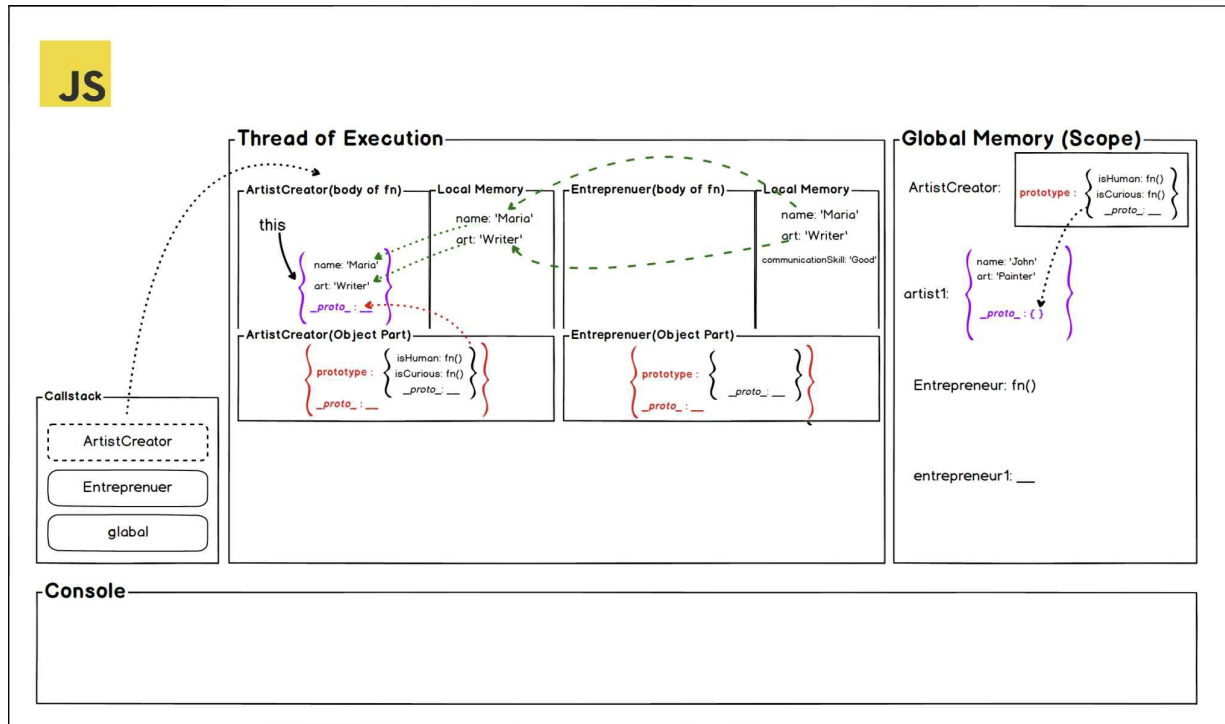 JS
Thread of Execution
ArtistCreator(body of fn)
Local Memory
this
name: 'Maria'
art: 'Writer'
_proto_ : __
name: 'Maria'
art: 'Writer'
Entreprenuer(body of fn)
Local Memory
name: 'Maria'
art: 'Writer'
communicationSkill: 'Good'
ArtistCreator(Object Part)
prototype :
isHuman: fn()
isCurious: fn()
_proto_: __
_proto_ : __
Entreprenuer(Object Part)
prototype :
_proto_: __
_proto_ : __
Global Memory (Scope)
ArtistCreator:
prototype :
isHuman: fn()
isCurious: fn()
_proto_: __
artist1:
name: 'John'
art: 'Painter'
_proto_ : { }
Entrepreneur: fn()
entrepreneur1: __
Callstack
ArtistCreator
Entreprenuer
glabal
Console